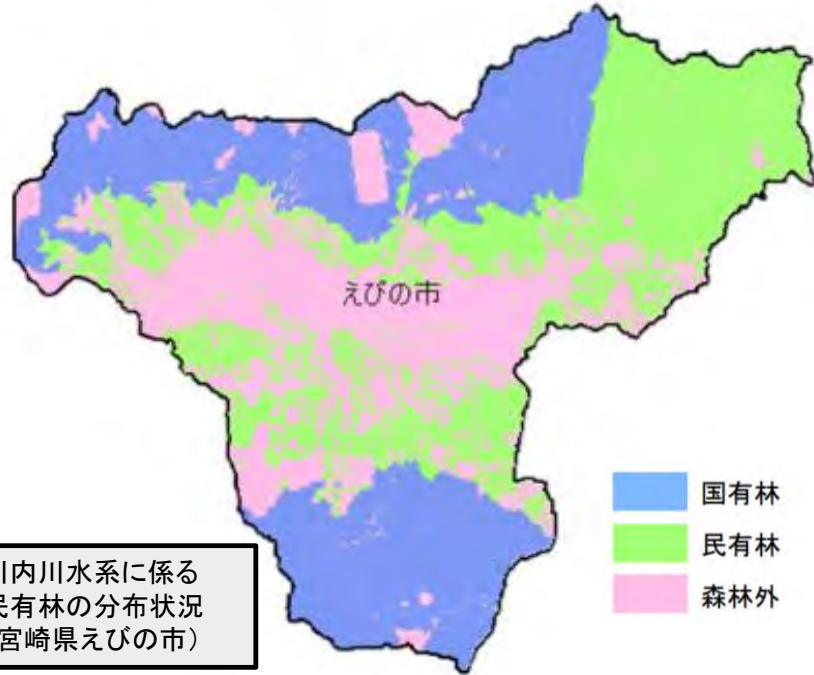 えびの市
国有林
民有林
森林外
川内川水系に係る
民有林の分布状況
宮崎県えびの市）